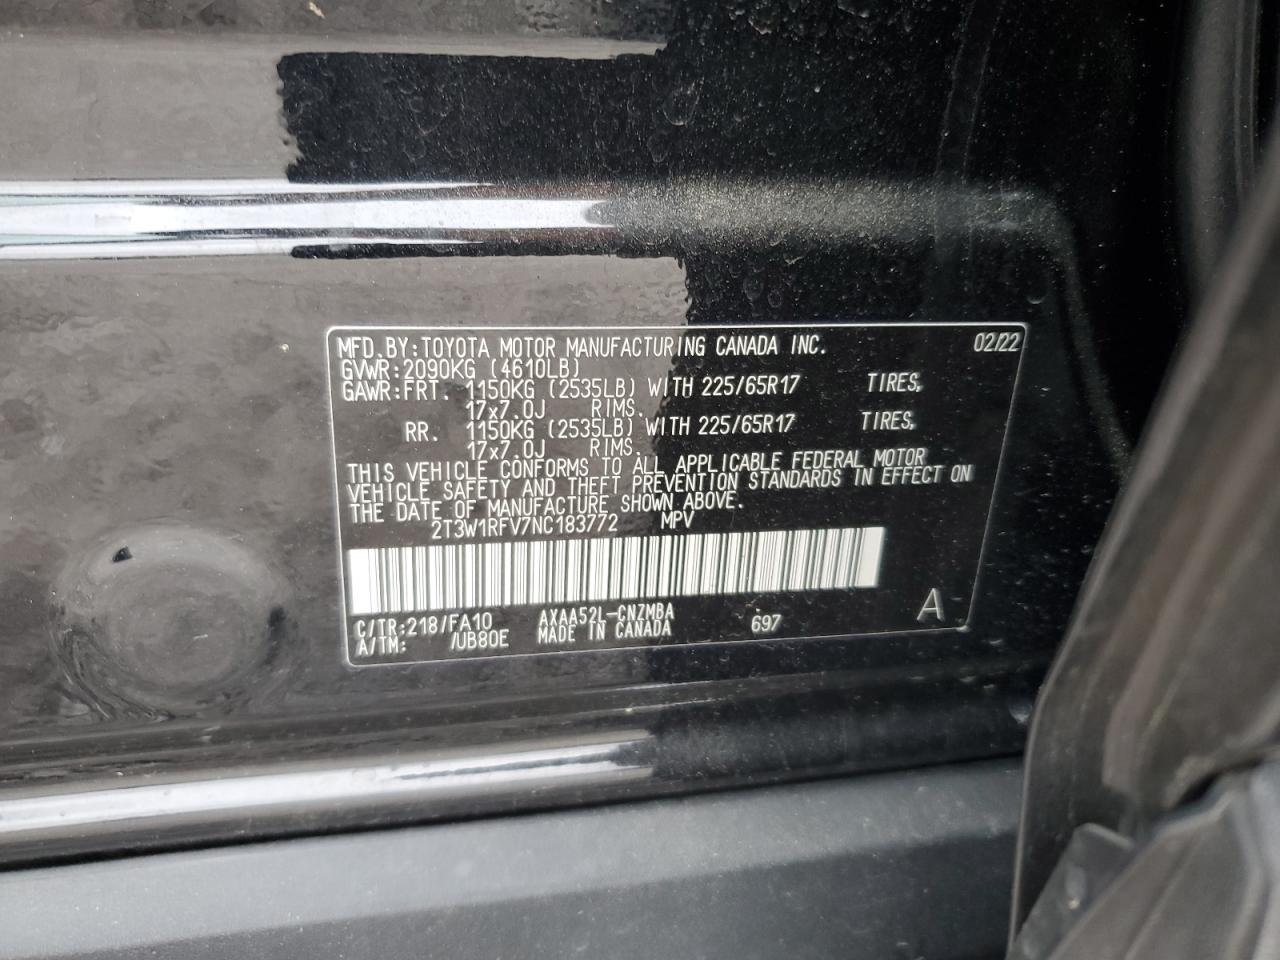 MFD.BY:TOYOTA MOTOR MANUFACTURING CANADA INC. 02/22
GVWR:2090KG (4610LB)
GAWR:FRT. 1150KG (2535LB) WITH 225/65R17 TIRES,
17x7.0J RIMS.
RR. 1150KG (2535LB) WITH 225/65R17 TIRES,
17x7.0J RIMS.
THIS VEHICLE CONFORMS TO ALL APPLICABLE FEDERAL MOTOR
VEHICLE SAFETY AND THEFT PREVENTION STANDARDS IN EFFECT ON
THE DATE OF MANUFACTURE SHOWN ABOVE.
2T3W1RFV7NC183772 MPV
C/TR:218/FA10 AXAA52L-CNZMBA 697 A
A/TM: /UB80E MADE IN CANADA